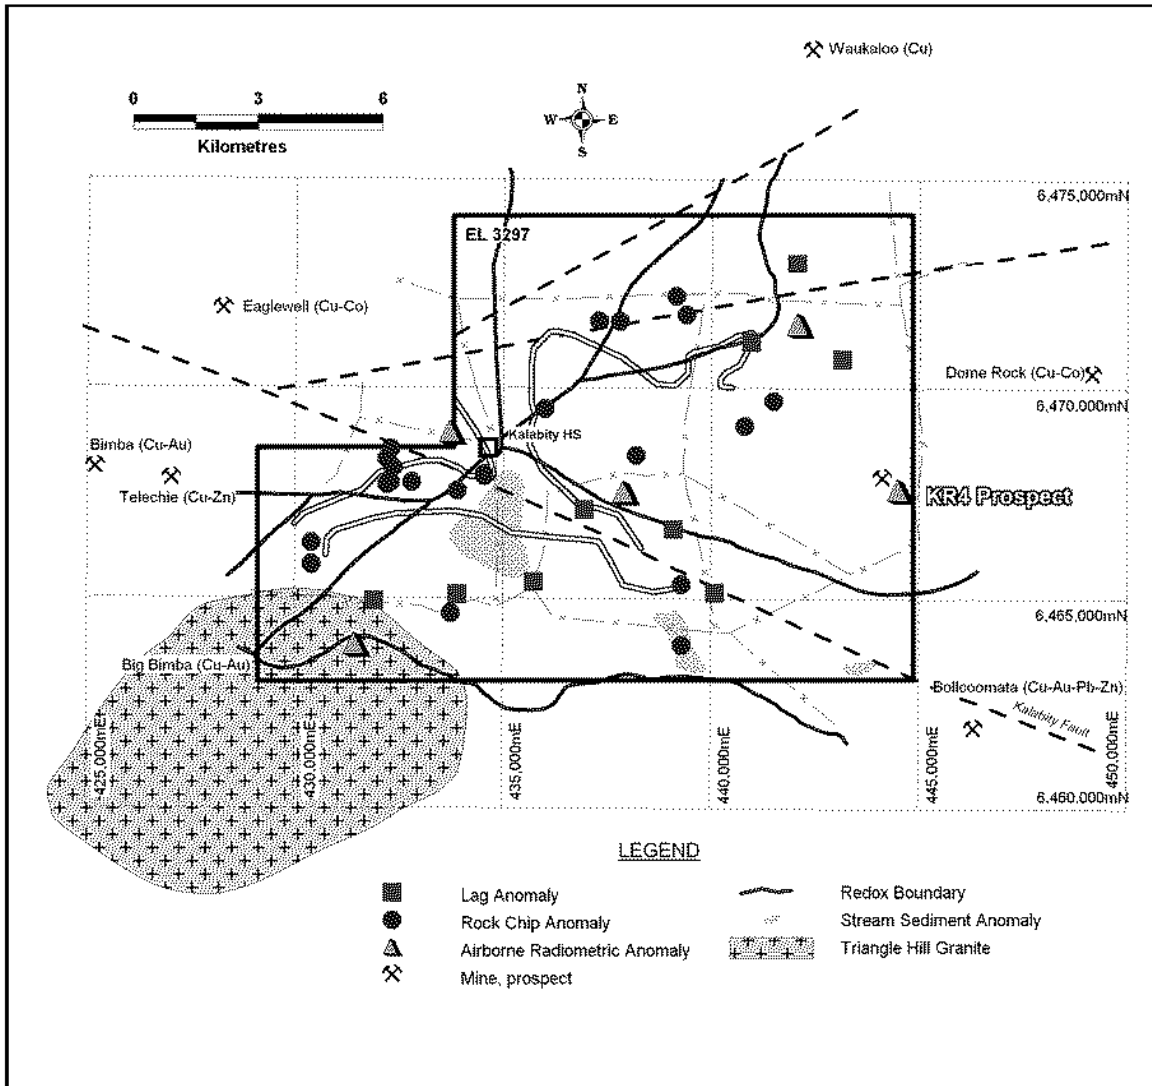 Waukaloo (Cu)
0 3 6
Kilometres
N
W E
S
6,475,000mN
EL 3297
Eaglewell (Cu-Co)
Dome Rock (Cu-Co)
6,470,000mN
Kalabity HS
Bimba (Cu-Au)
Telechie (Cu-Zn)
KR4 Prospect
6,465,000mN
Big Bimba (Cu-Au)
Bollcoomata (Cu-Au-Pb-Zn)
Kalabity Fault
425,000mE
430,000mE
435,000mE
440,000mE
445,000mE
450,000mE
6,460,000mN
LEGEND
Lag Anomaly
Rock Chip Anomaly
Airborne Radiometric Anomaly
Mine, prospect
Redox Boundary
Stream Sediment Anomaly
Triangle Hill Granite